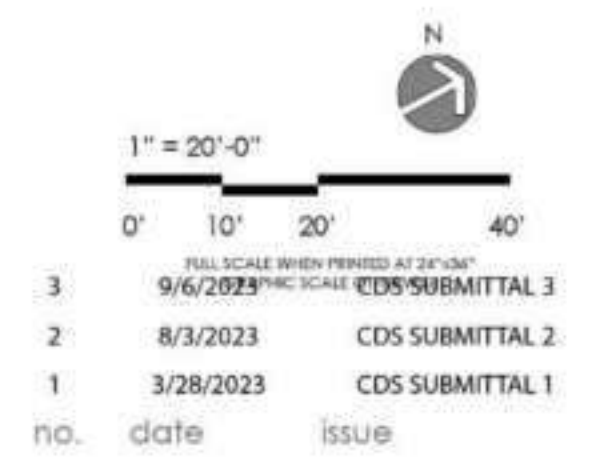 N
1" = 20'-0"
0' 10' 20' 40'
FULL SCALE WHEN PRINTED AT 24"x36"
GRAPHIC SCALE
3 9/6/2023 CDS SUBMITTAL 3
2 8/3/2023 CDS SUBMITTAL 2
1 3/28/2023 CDS SUBMITTAL 1
no. date issue